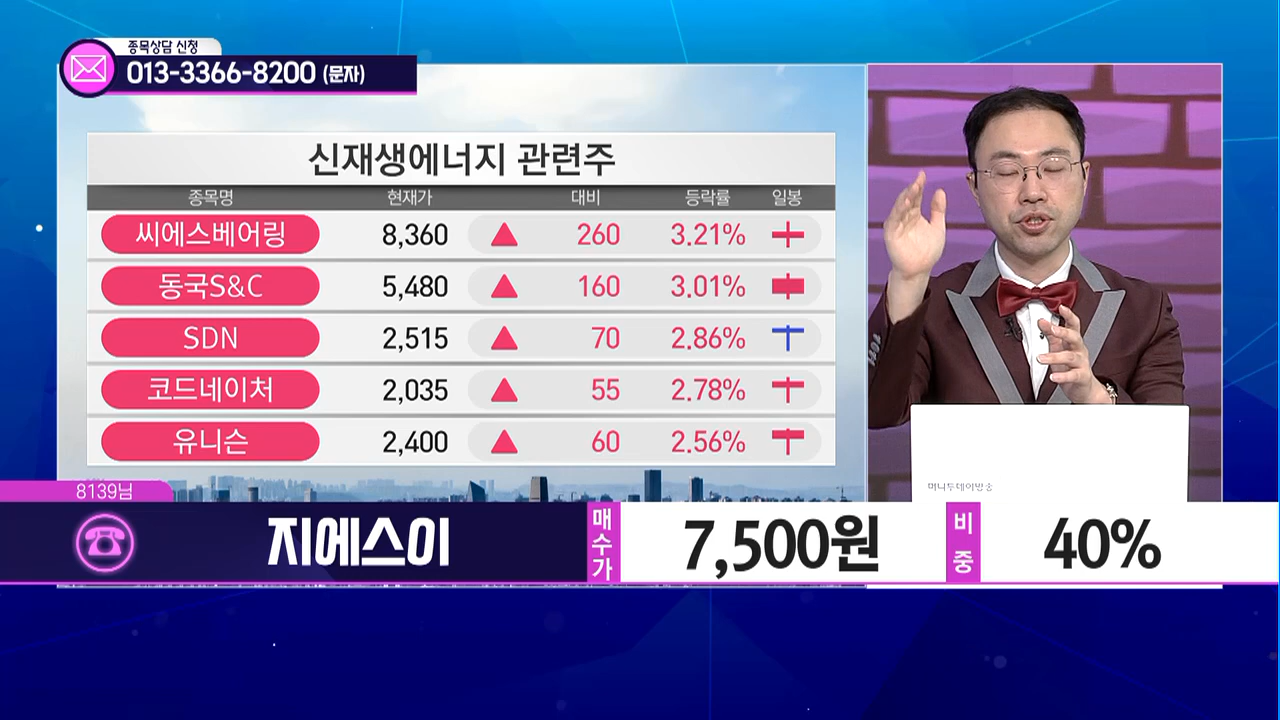 종목상담 신청
013-3366-8200 (문자)
신재생에너지 관련주
종목명 현재가 대비 등락률 일봉
씨에스베어링 8,360 ▲ 260 3.21%
동국S&C 5,480 ▲ 160 3.01%
SDN 2,515 ▲ 70 2.86%
코드네이처 2,035 ▲ 55 2.78%
유니슨 2,400 ▲ 60 2.56%
머니투데이방송
8139님
지에스이 매수가 7,500원 비중 40%